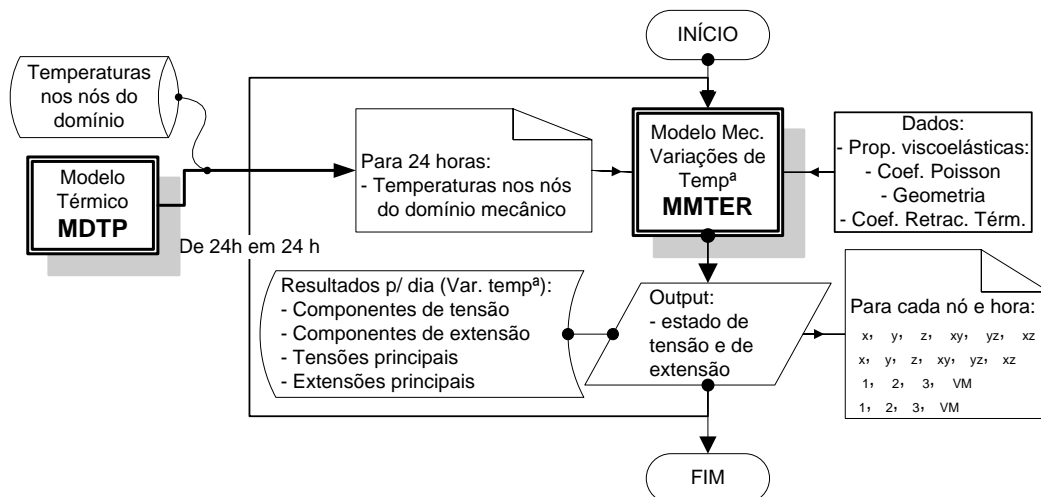 INÍCIO
Temperaturas
nos nós do
domínio
Modelo
Térmico
MDTP
De 24h em 24 h
Para 24 horas:
- Temperaturas nos nós
do domínio mecânico
Modelo Mec.
Variações de
Tempª
MMTER
Dados:
- Prop. viscoelásticas:
- Coef. Poisson
- Geometria
- Coef. Retrac. Térm.
Resultados p/ dia (Var. tempª):
- Componentes de tensão
- Componentes de extensão
- Tensões principais
- Extensões principais
Output:
- estado de
tensão e de
extensão
Para cada nó e hora:
x, y, z, xy, yz, xz
x, y, z, xy, yz, xz
1, 2, 3, VM
1, 2, 3, VM
FIM